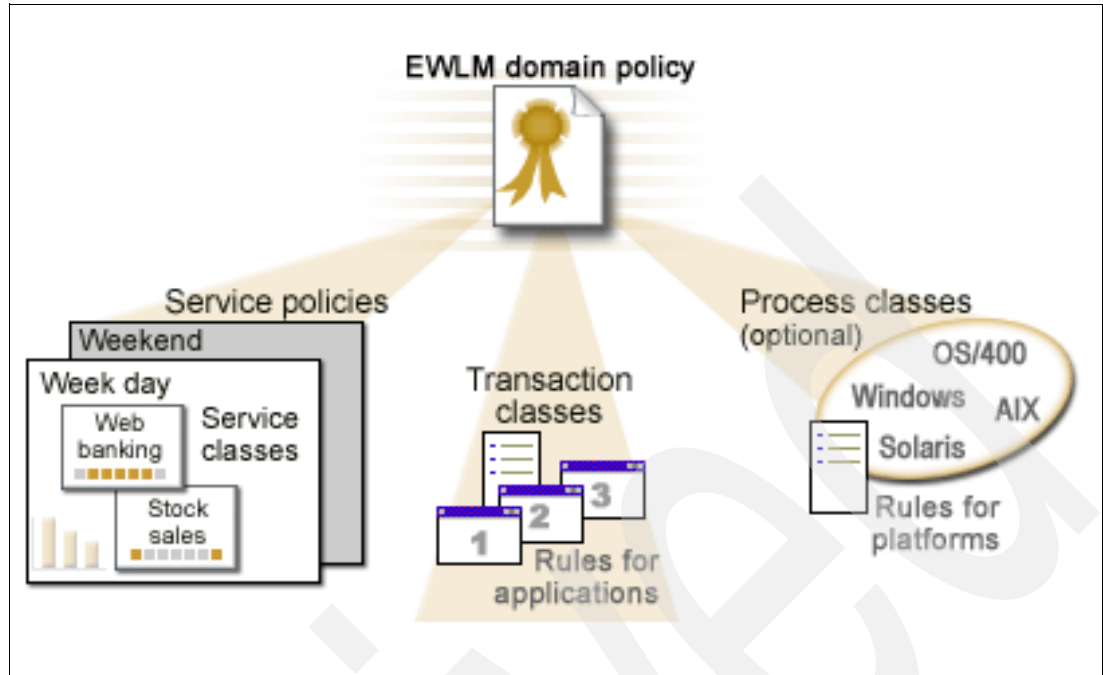 EWLM domain policy
Service policies
Weekend
Week day
Web
banking
Service
classes
Stock
sales
Transaction
classes
1
2
3
Rules for
applications
Process classes
(optional)
OS/400
Windows
AIX
Solaris
Rules for
platforms